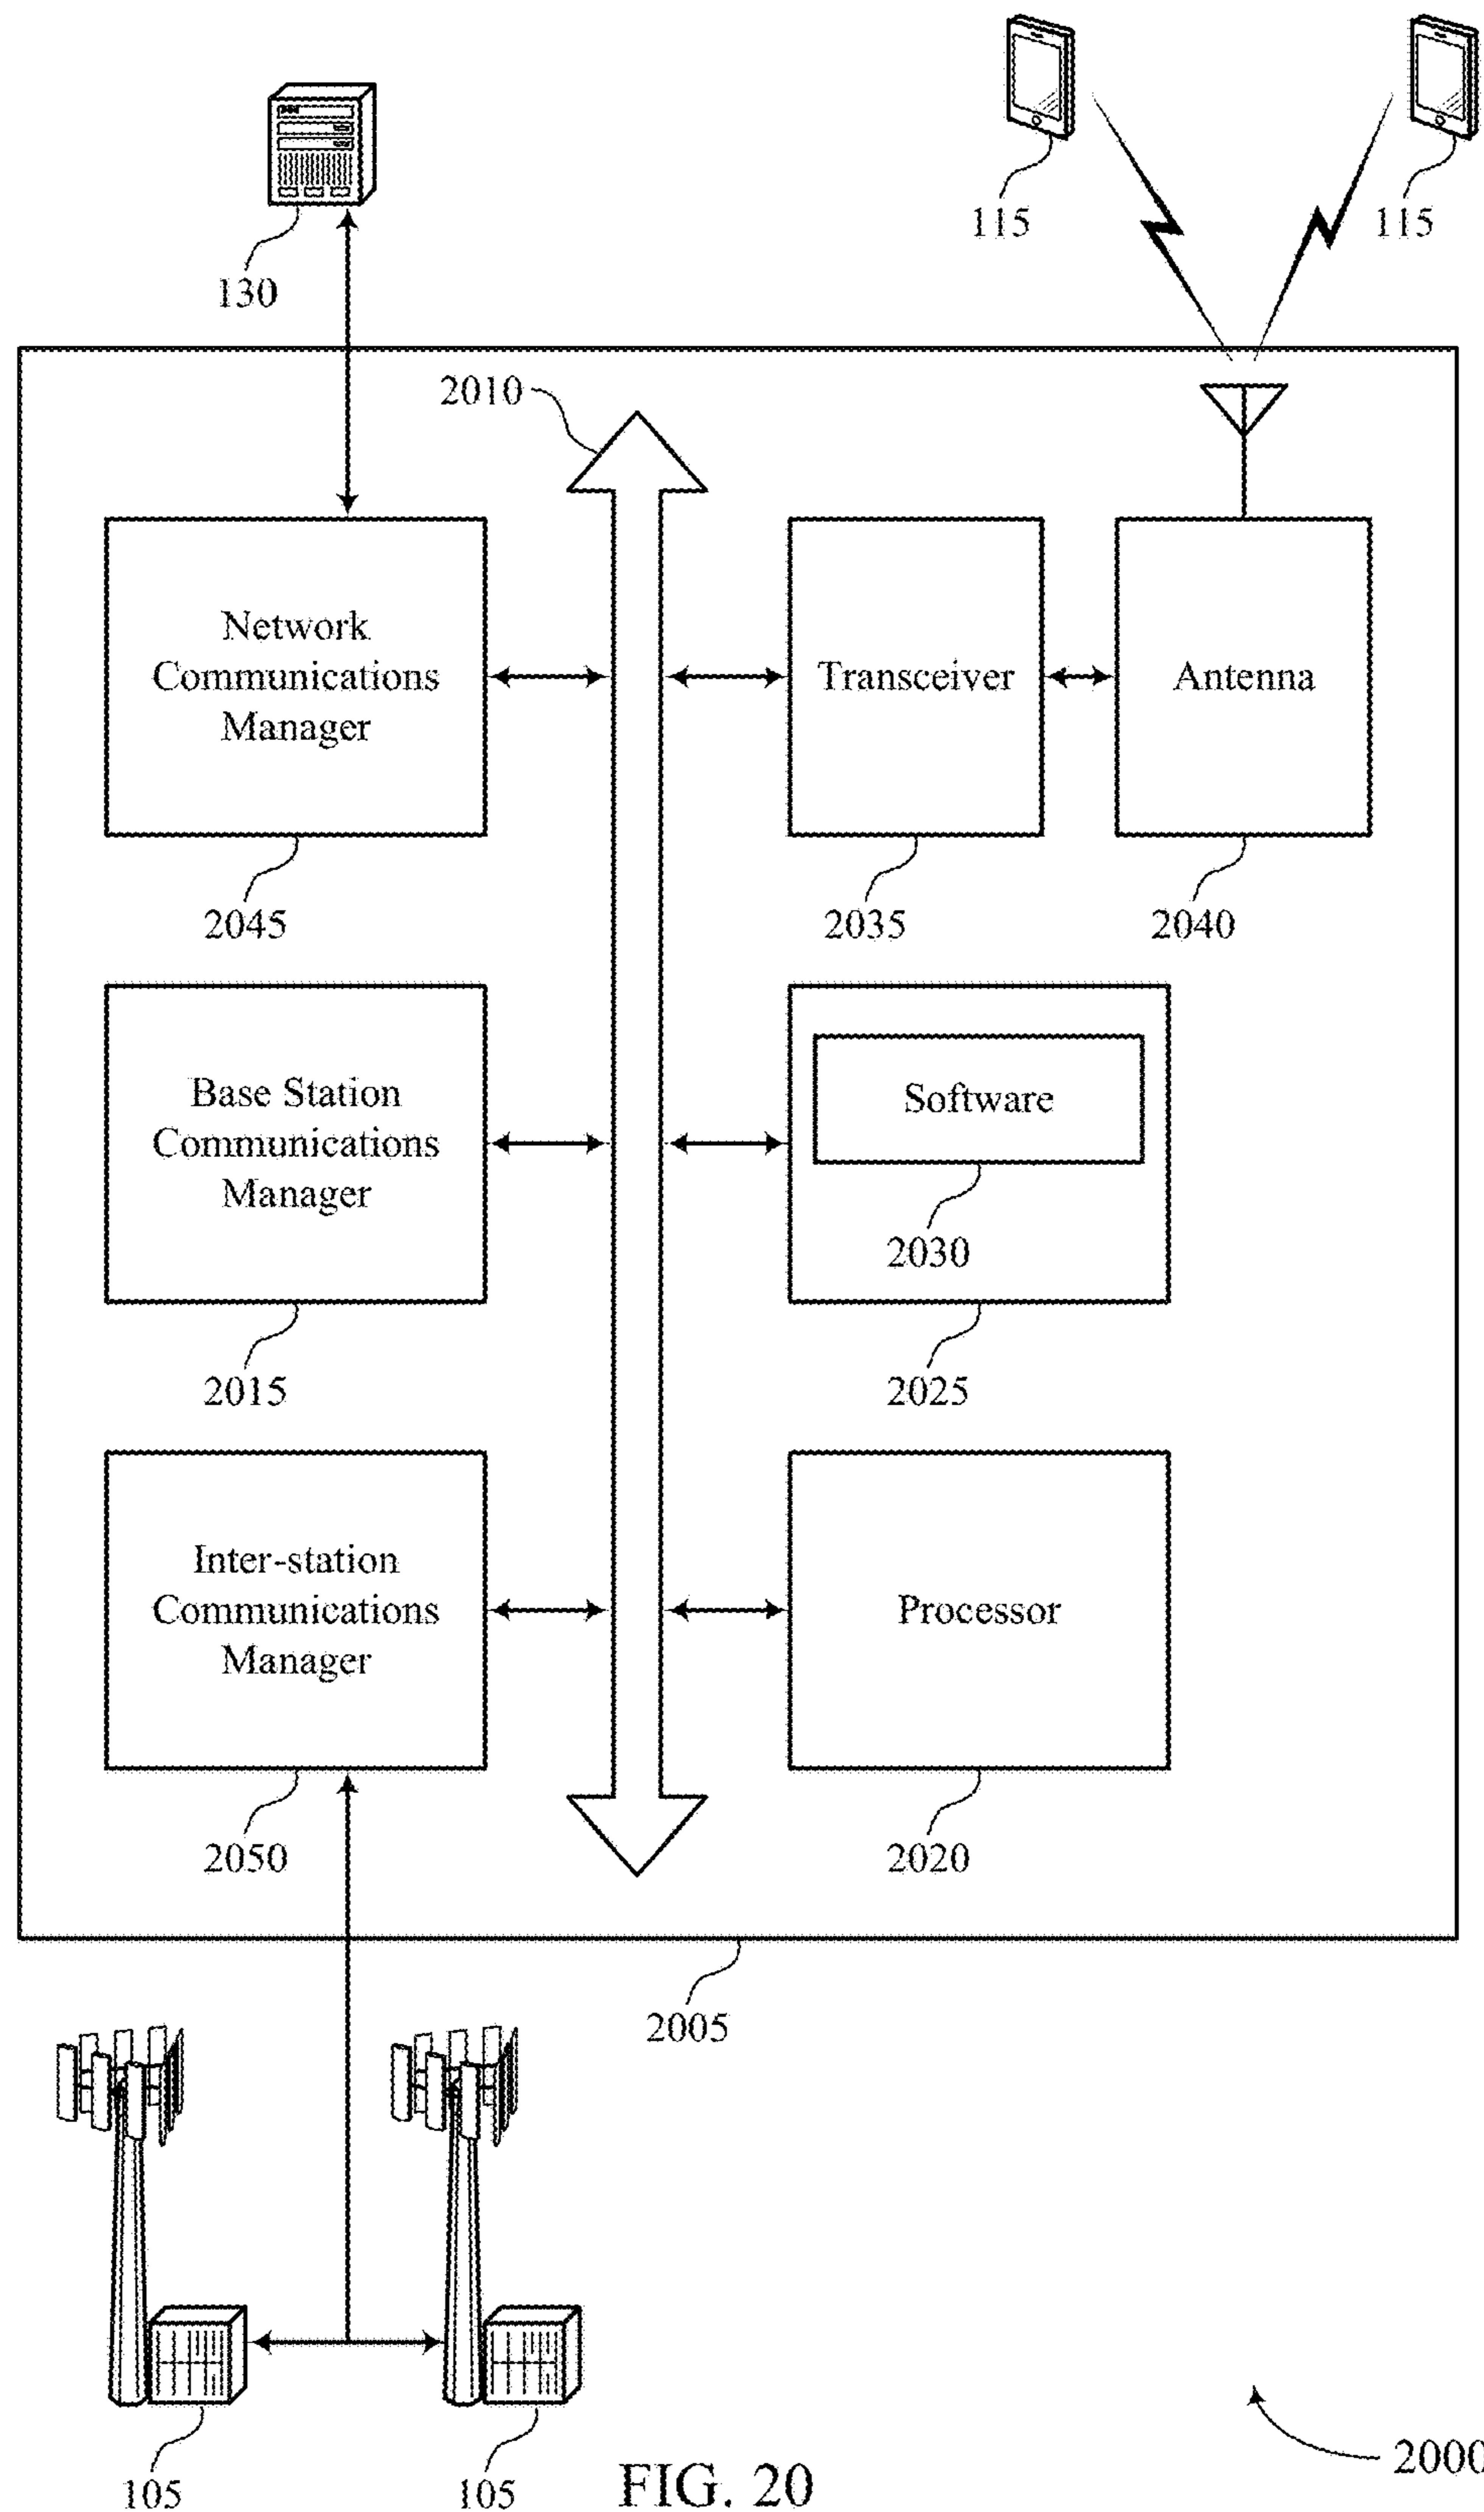 115
115
130
2010
Network
Communications
Manager
Transceiver
Antenna
2045
2035
2040
Base Station
Communications
Manager
Software
2030
2015
2025
Inter-station
Communications
Manager
Processor
2050
2020
2005
105
105
FIG. 20
2000